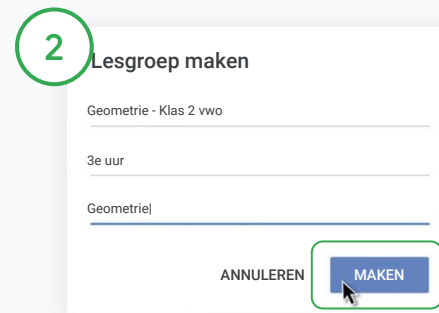 2
Lesgroep maken
Geometrie - Klas 2 vwo
3e uur
Geometrie
ANNULEREN
MAKEN